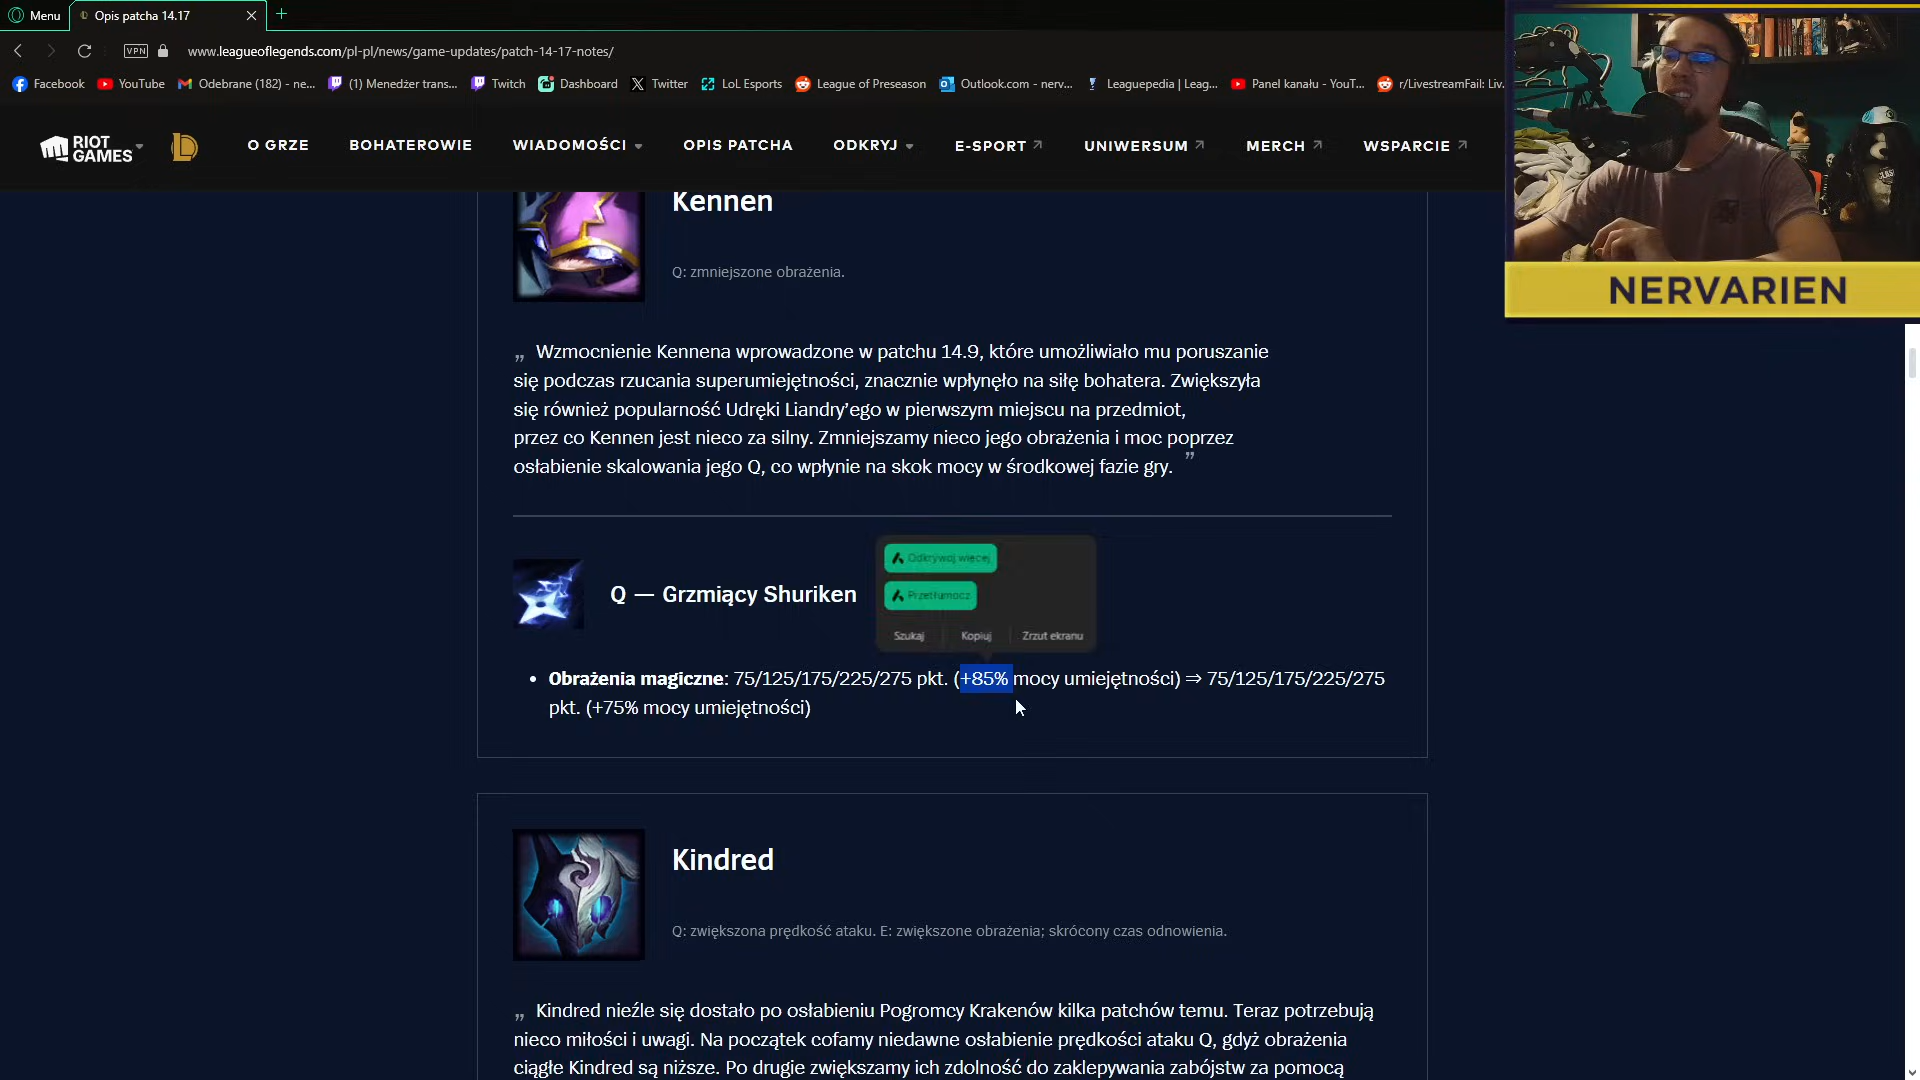 Menu
Opis patcha 14.17
VPN
www.leagueoflegends.com/pl-pl/news/game-updates/patch-14-17-notes/
Facebook YouTube Odebrane (182) - ne... (1) Menedżer trans... Twitch Dashboard Twitter LoL Esports League of Preseason Outlook.com - nerv... Leaguepedia | Leag... Panel kanału - YouT... r/LivestreamFail: Liv...
RIOT GAMES O GRZE BOHATEROWIE WIADOMOŚCI OPIS PATCHA ODKRYJ E-SPORT UNIWERSUM MERCH WSPARCIE
NERVARIEN
Kennen
Q: zmniejszone obrażenia.
„ Wzmocnienie Kennena wprowadzone w patchu 14.9, które umożliwiało mu poruszanie
się podczas rzucania superumiejętności, znacznie wpłynęło na siłę bohatera. Zwiększyła
się również popularność Udręki Liandry’ego w pierwszym miejscu na przedmiot,
przez co Kennen jest nieco za silny. Zmniejszamy nieco jego obrażenia i moc poprzez
osłabienie skalowania jego Q, co wpłynie na skok mocy w środkowej fazie gry. ”
Odkrywaj więcej
Przetłumacz
Szukaj Kopiuj Zrzut ekranu
Q — Grzmiący Shuriken
• Obrażenia magiczne: 75/125/175/225/275 pkt. (+85% mocy umiejętności) ⇒ 75/125/175/225/275
pkt. (+75% mocy umiejętności)
Kindred
Q: zwiększona prędkość ataku. E: zwiększone obrażenia; skrócony czas odnowienia.
„ Kindred nieźle się dostało po osłabieniu Pogromcy Krakenów kilka patchów temu. Teraz potrzebują
nieco miłości i uwagi. Na początek cofamy niedawne osłabienie prędkości ataku Q, gdyż obrażenia
ciągłe Kindred są niższe. Po drugie zwiększamy ich zdolność do zaklepywania zabójstw za pomocą